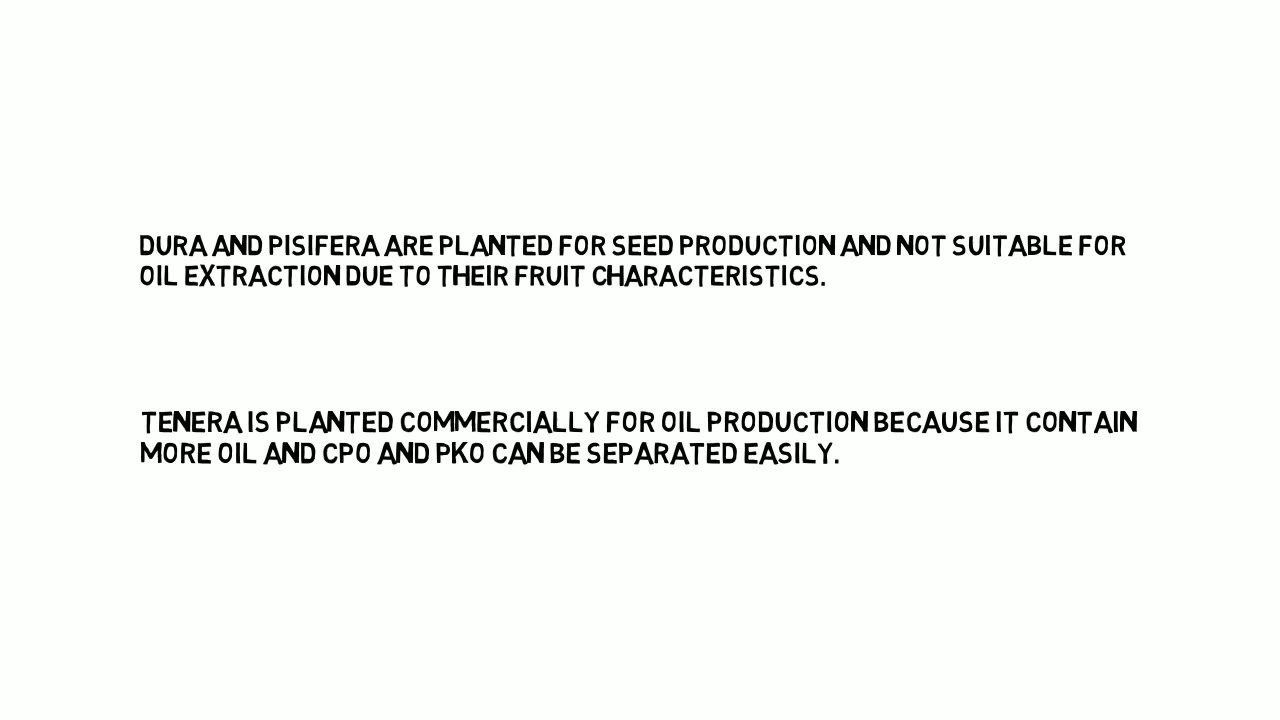 DURA AND PISIFERA ARE PLANTED FOR SEED PRODUCTION AND NOT SUITABLE FOR
OIL EXTRACTION DUE TO THEIR FRUIT CHARACTERISTICS.
TENERA IS PLANTED COMMERCIALLY FOR OIL PRODUCTION BECAUSE IT CONTAIN
MORE OIL AND CPO AND PKO CAN BE SEPARATED EASILY.